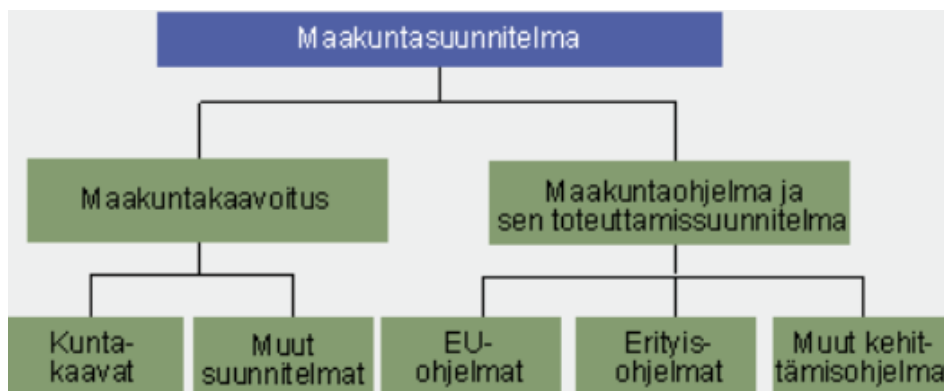 Maakuntasuunnitelma
Maakuntakaavoitus
Maakuntaohjelma ja
sen toteuttamissuunnitelma
Kunta-
kaavat
Muut
suunnitelmat
EU-
ohjelmat
Erityis-
ohjelmat
Muut kehit-
tämisohjelma